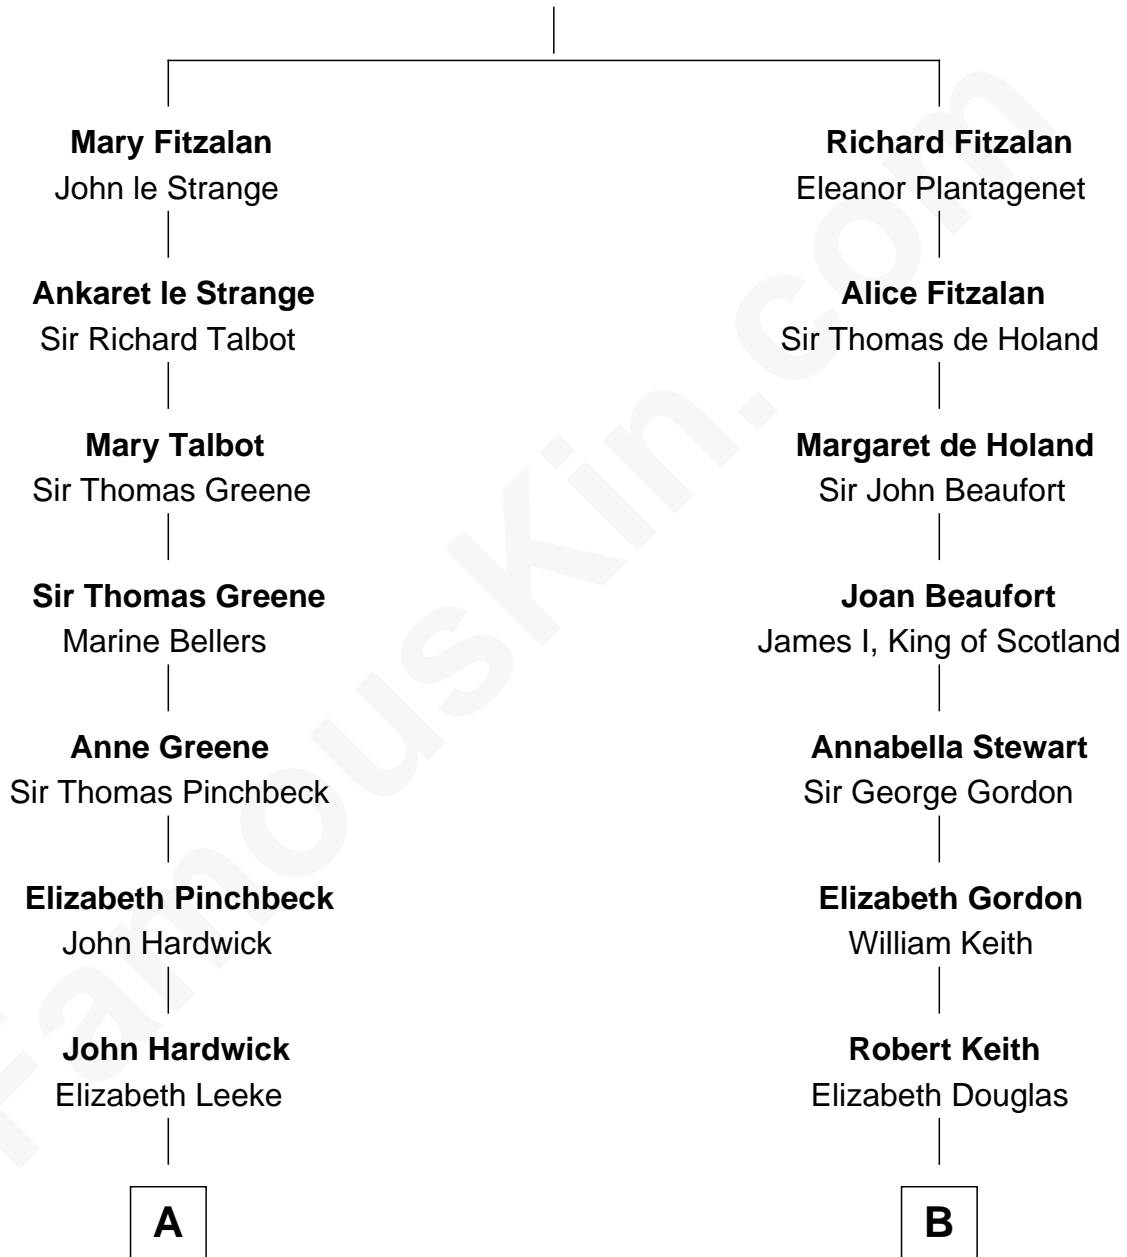 Mary Fitzalan
John le Strange
Ankaret le Strange
Sir Richard Talbot
Mary Talbot
Sir Thomas Greene
Sir Thomas Greene
Marine Bellers
Anne Greene
Sir Thomas Pinchbeck
Elizabeth Pinchbeck
John Hardwick
John Hardwick
Elizabeth Leeke
A
Richard Fitzalan
Eleanor Plantagenet
Alice Fitzalan
Sir Thomas de Holand
Margaret de Holand
Sir John Beaufort
Joan Beaufort
James I, King of Scotland
Annabella Stewart
Sir George Gordon
Elizabeth Gordon
William Keith
Robert Keith
Elizabeth Douglas
B
FamousKin.com